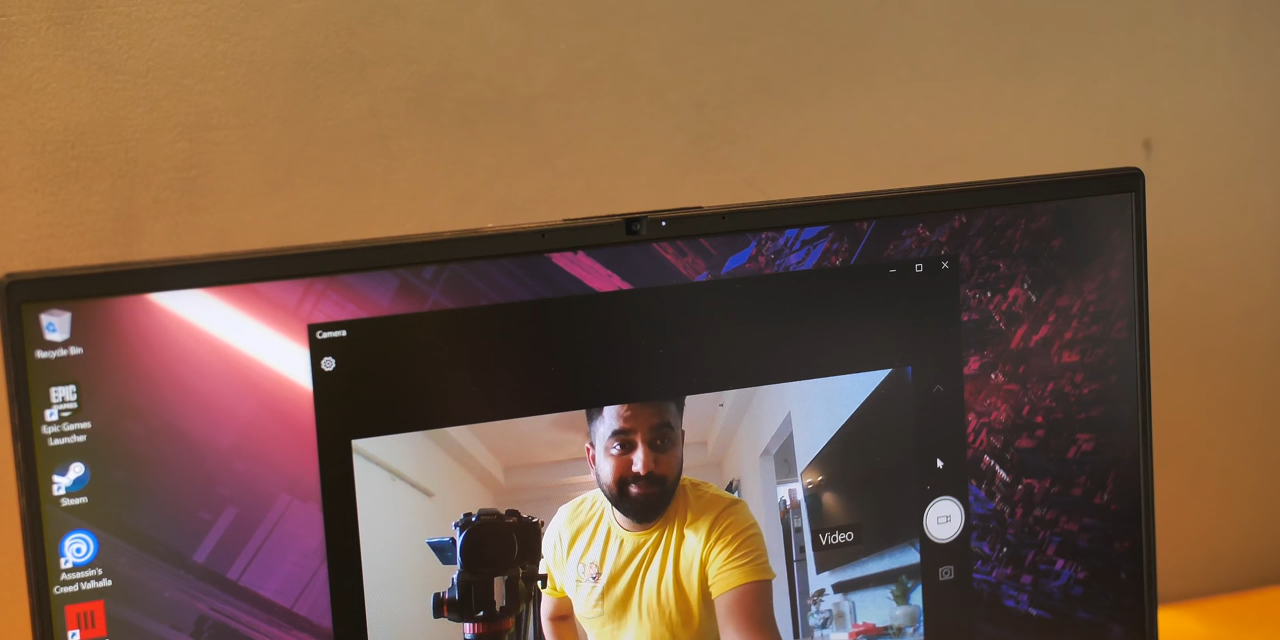 Camera
Recycle Bin
EPIC
GAMES
Epic Games
Launcher
Steam
Assassin's
Creed Valhalla
Video